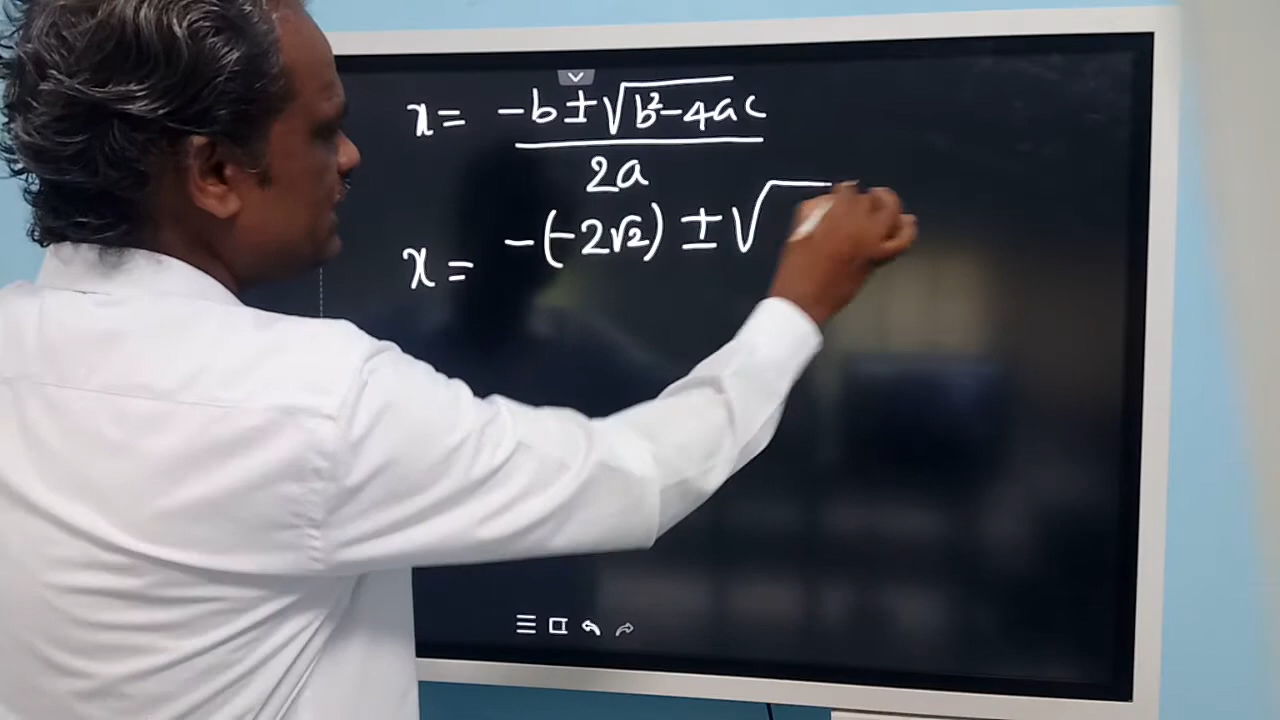 x = -b ± √b²-4ac
2a
x = -(-2√2) ± √